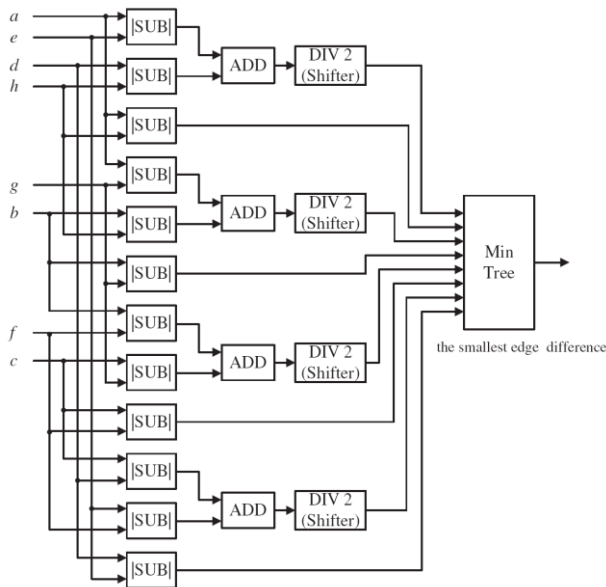 a
|SUB|
e
DIV 2
ADD
(Shifter)
d
|SUB|
h
|SUB|
|SUB|
g
DIV 2
ADD
(Shifter)
b
|SUB|
Min
Tree
|SUB|
|SUB|
f
the smallest edge difference
DIV 2
ADD
(Shifter)
c
|SUB|
|SUB|
|SUB|
DIV 2
ADD
(Shifter)
|SUB|
|SUB|